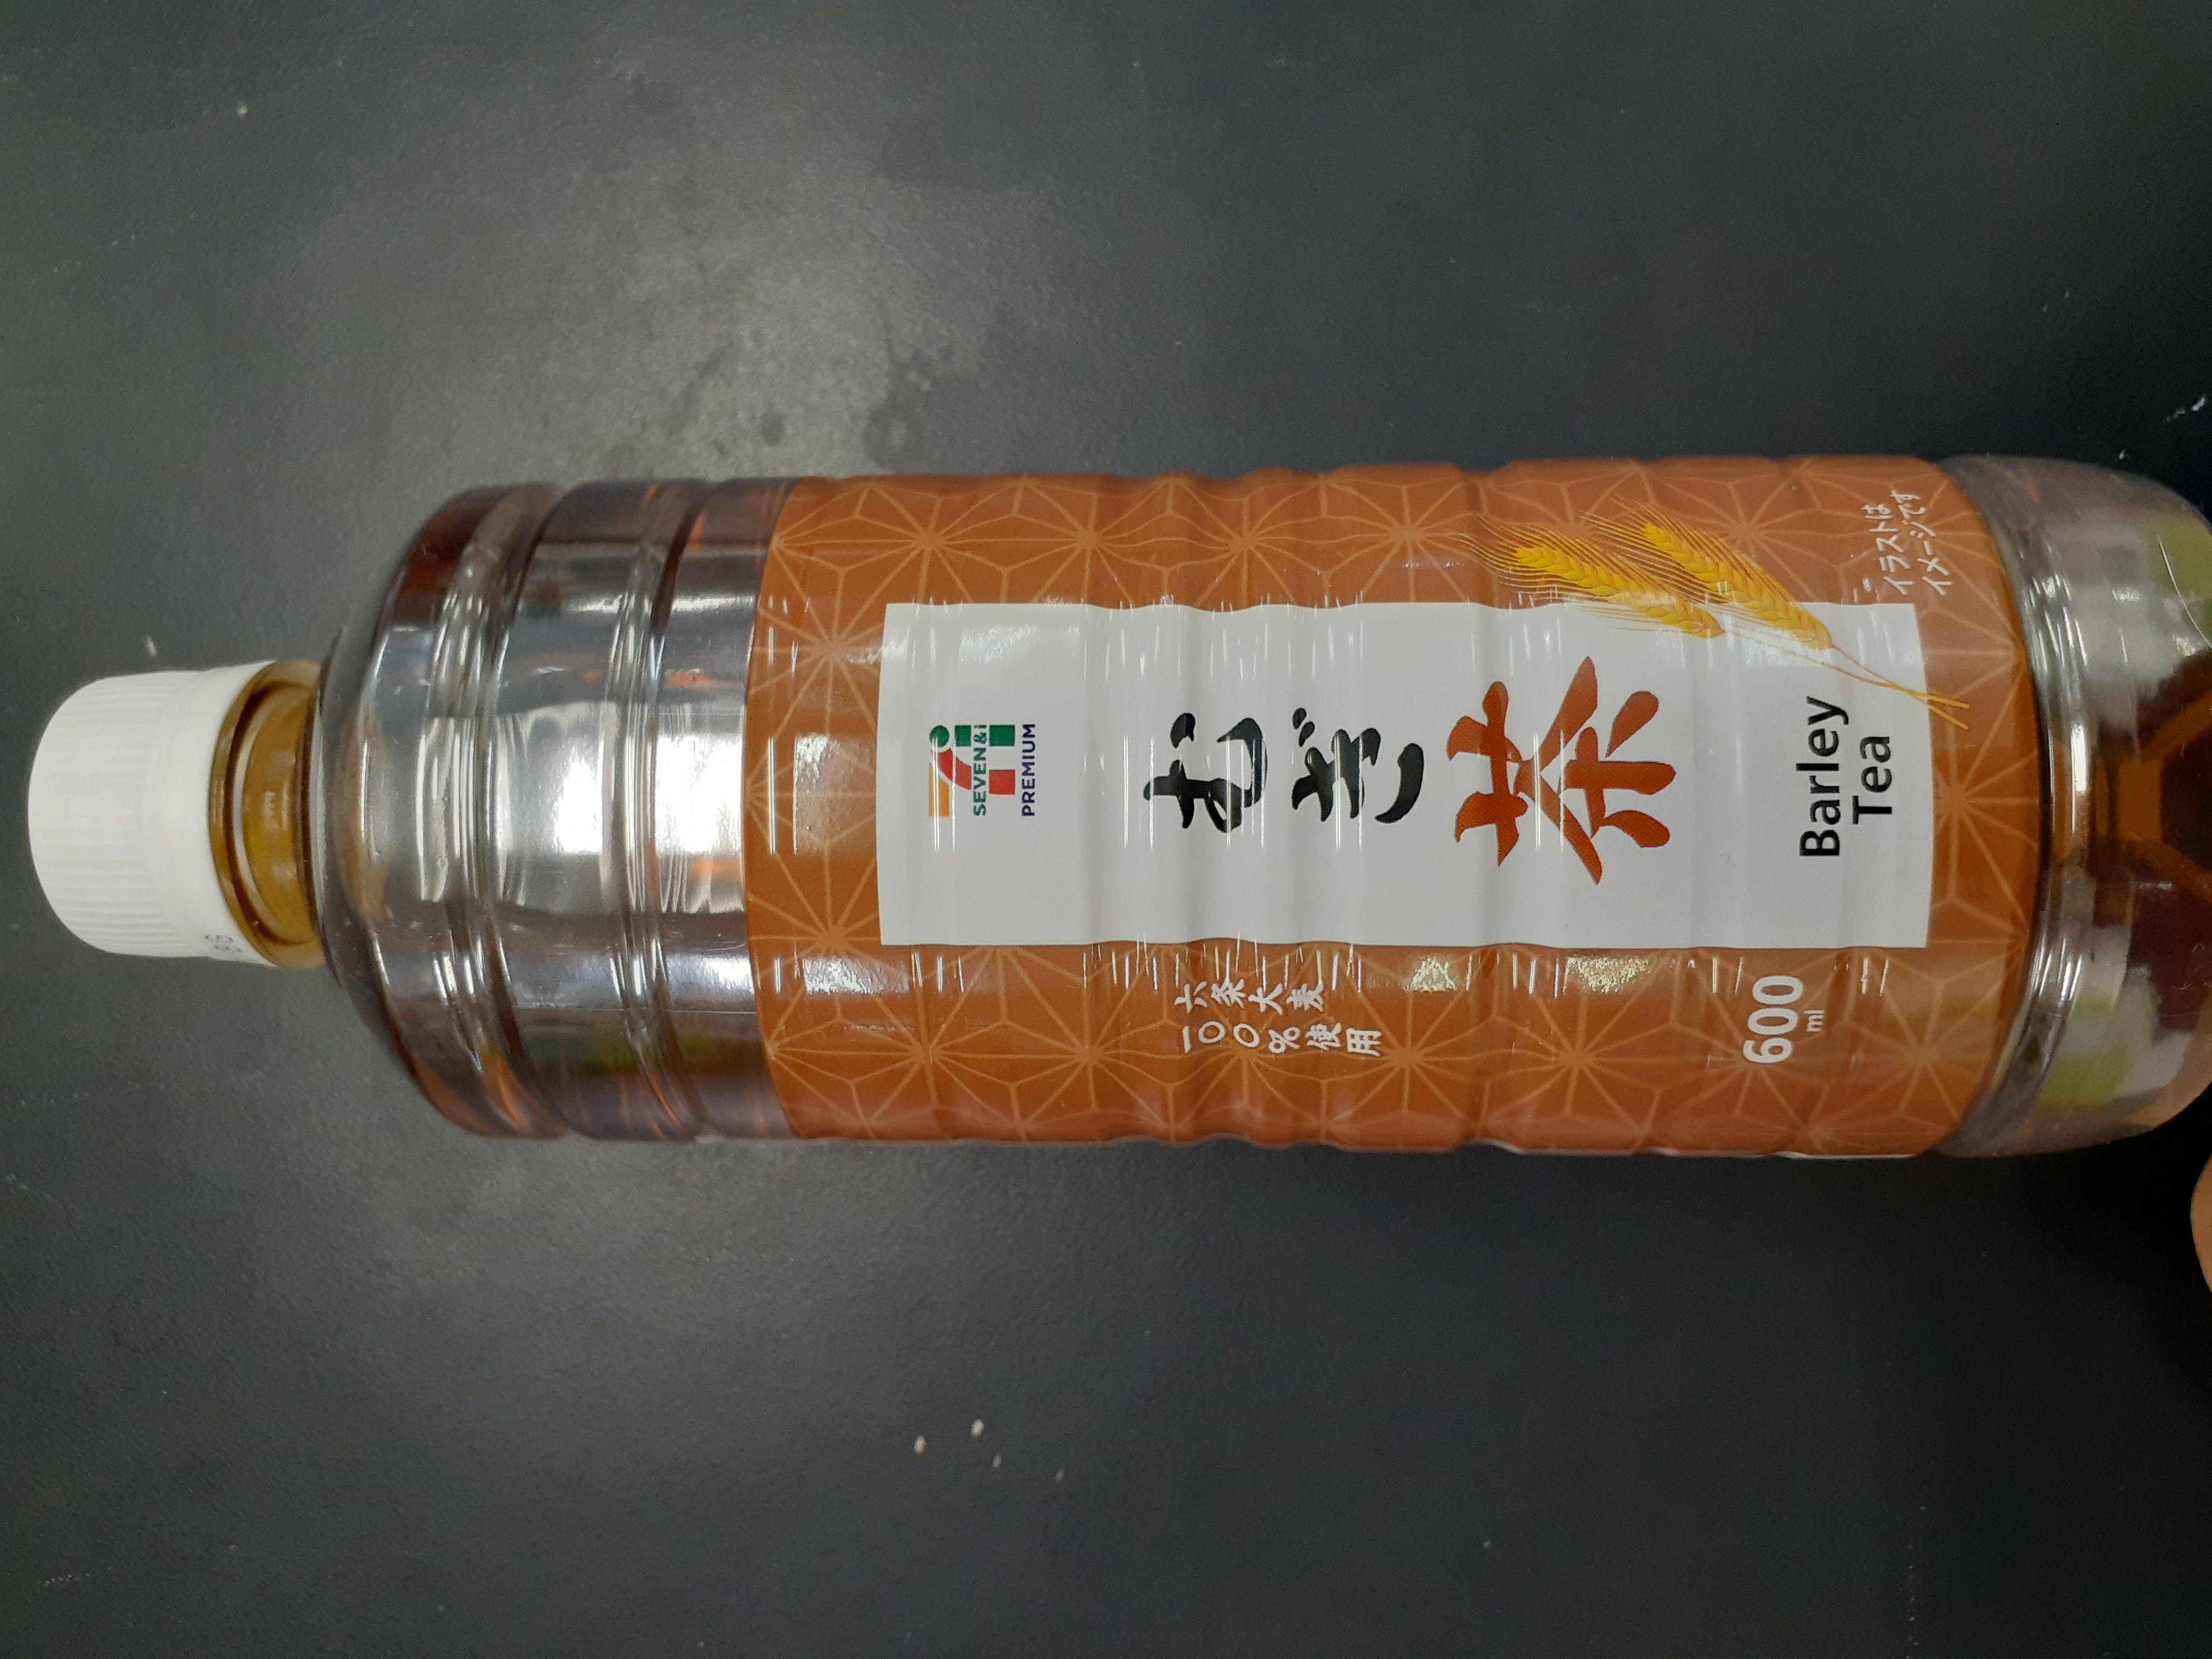 SEVEN&i
PREMIUM
むぎ茶
Barley
Tea
六条大麦
一〇〇%使用
600
ml
イラストは
イメージです